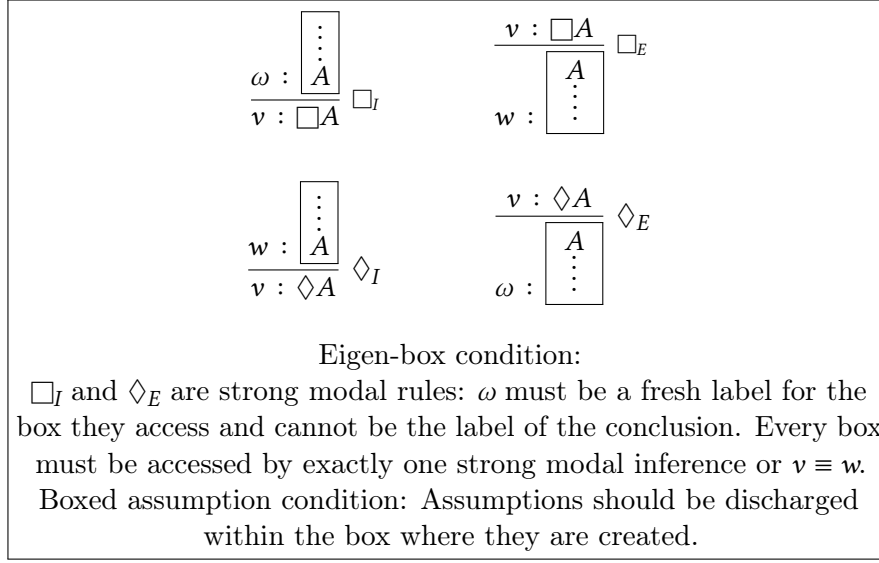 ⋮
ω : A
ν : □A □I
ν : □A □E
w : A
⋮
⋮
w : A
ν : ◇A ◇I
ν : ◇A ◇E
ω : A
⋮
Eigen-box condition:
□I and ◇E are strong modal rules: ω must be a fresh label for the
box they access and cannot be the label of the conclusion. Every box
must be accessed by exactly one strong modal inference or ν ≡ w.
Boxed assumption condition: Assumptions should be discharged
within the box where they are created.